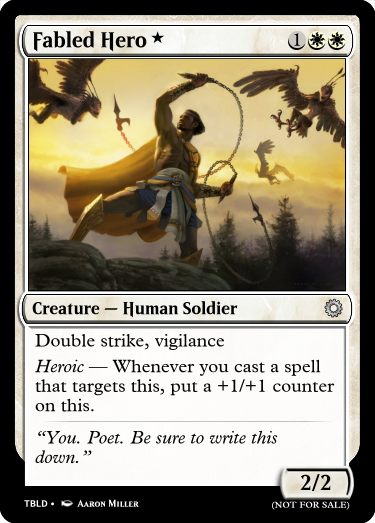 Fabled Hero ★ 1
Creature — Human Soldier
Double strike, vigilance
Heroic — Whenever you cast a spell
that targets this, put a +1/+1 counter
on this.
“You. Poet. Be sure to write this
down.”
2/2
TBLD • Aaron Miller
(NOT FOR SALE)